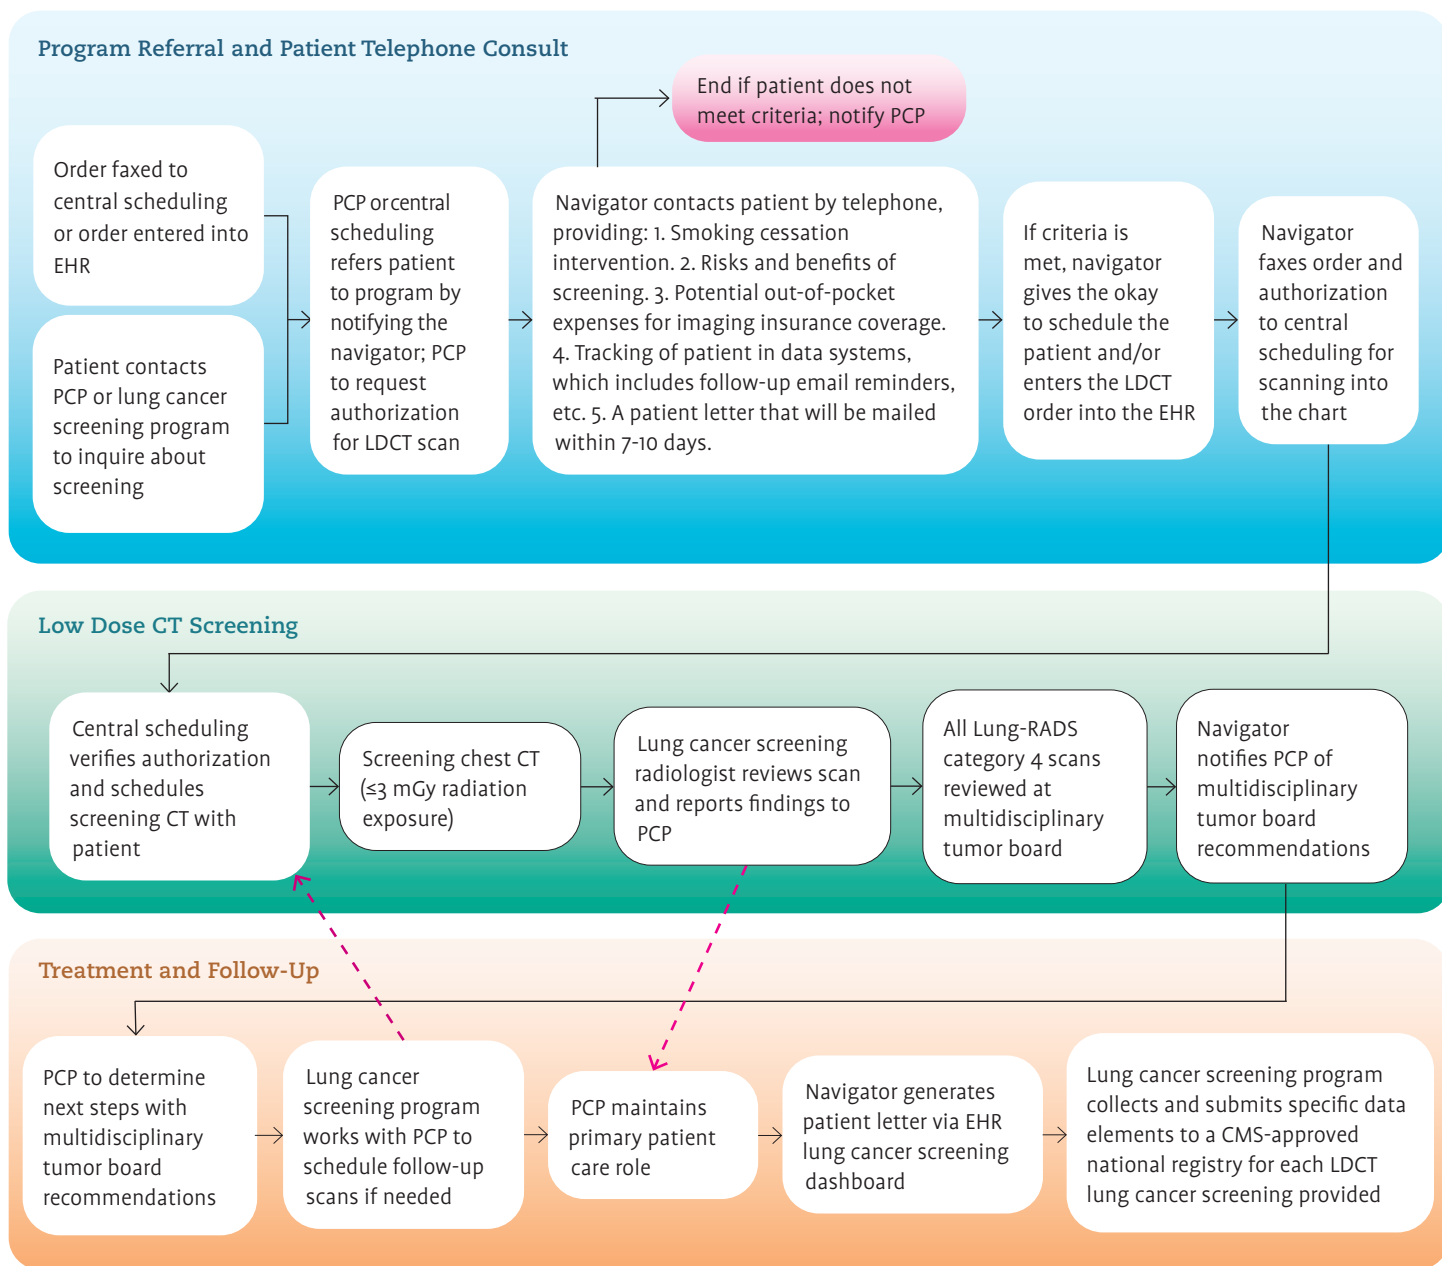 Program Referral and Patient Telephone Consult
End if patient does not
meet criteria; notify PCP
Order faxed to
central scheduling
or order entered into
EHR
Patient contacts
PCP or lung cancer
screening program
to inquire about
screening
PCP or central
scheduling
refers patient
to program by
notifying the
navigator; PCP
to request
authorization
for LDCT scan
Navigator contacts patient by telephone,
providing: 1. Smoking cessation
intervention. 2. Risks and benefits of
screening. 3. Potential out-of-pocket
expenses for imaging insurance coverage.
4. Tracking of patient in data systems,
which includes follow-up email reminders,
etc. 5. A patient letter that will be mailed
within 7-10 days.
If criteria is
met, navigator
gives the okay
to schedule the
patient and/or
enters the LDCT
order into the EHR
Navigator
faxes order and
authorization
to central
scheduling for
scanning into
the chart
Low Dose CT Screening
Central scheduling
verifies authorization
and schedules
screening CT with
patient
Screening chest CT
(≤3 mGy radiation
exposure)
Lung cancer screening
radiologist reviews scan
and reports findings to
PCP
All Lung-RADS
category 4 scans
reviewed at
multidisciplinary
tumor board
Navigator
notifies PCP of
multidisciplinary
tumor board
recommendations
Treatment and Follow-Up
PCP to determine
next steps with
multidisciplinary
tumor board
recommendations
Lung cancer
screening program
works with PCP to
schedule follow-up
scans if needed
PCP maintains
primary patient
care role
Navigator generates
patient letter via EHR
lung cancer screening
dashboard
Lung cancer screening program
collects and submits specific data
elements to a CMS-approved
national registry for each LDCT
lung cancer screening provided